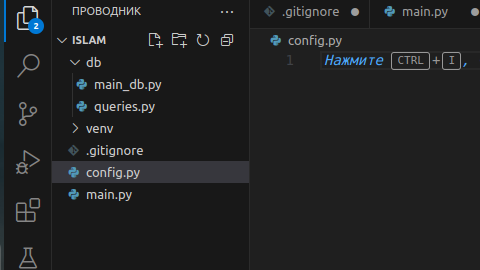 ПРОВОДНИК ...
.gitignore
main.py
2
ISLAM
config.py
db
1 Нажмите CTRL+I,
main_db.py
queries.py
venv
.gitignore
config.py
main.py